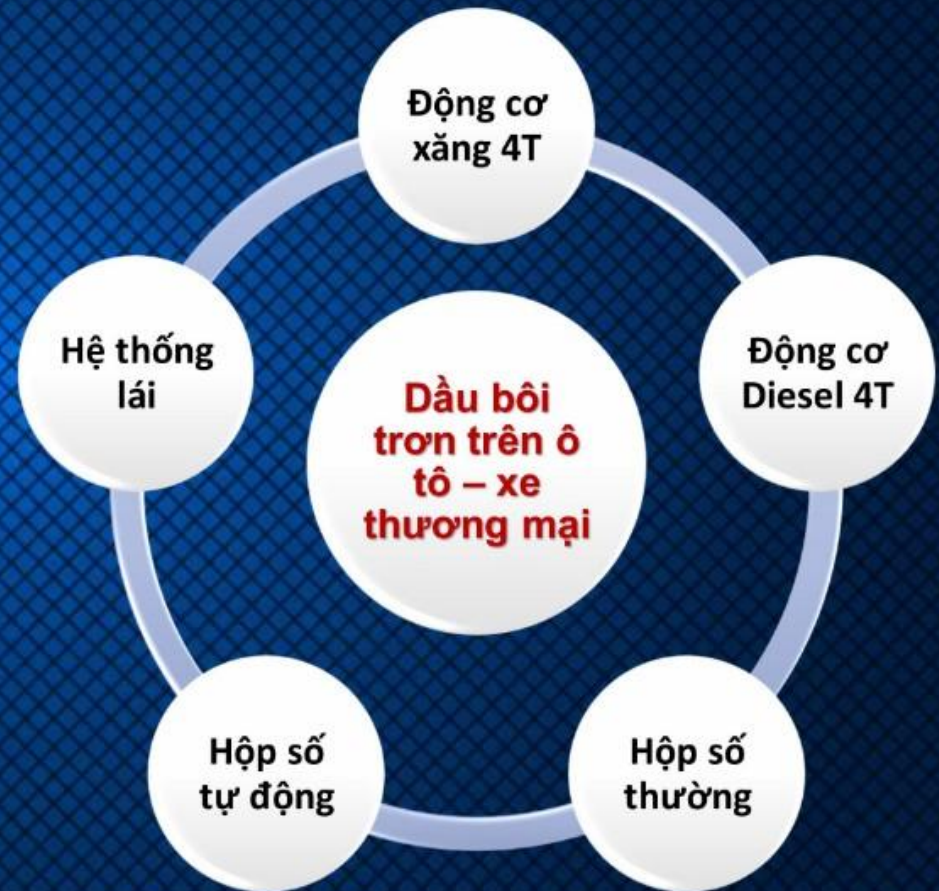 Động cơ
xăng 4T
Hệ thống
lái
Động cơ
Diesel 4T
Dầu bôi
trơn trên ô
tô – xe
thương mại
Hộp số
tự động
Hộp số
thường